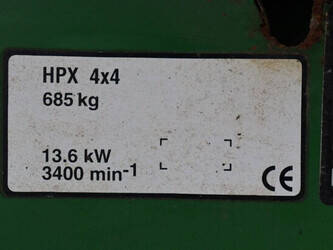 HPX 4x4
685 kg
13.6 kW
3400 min-1
CE